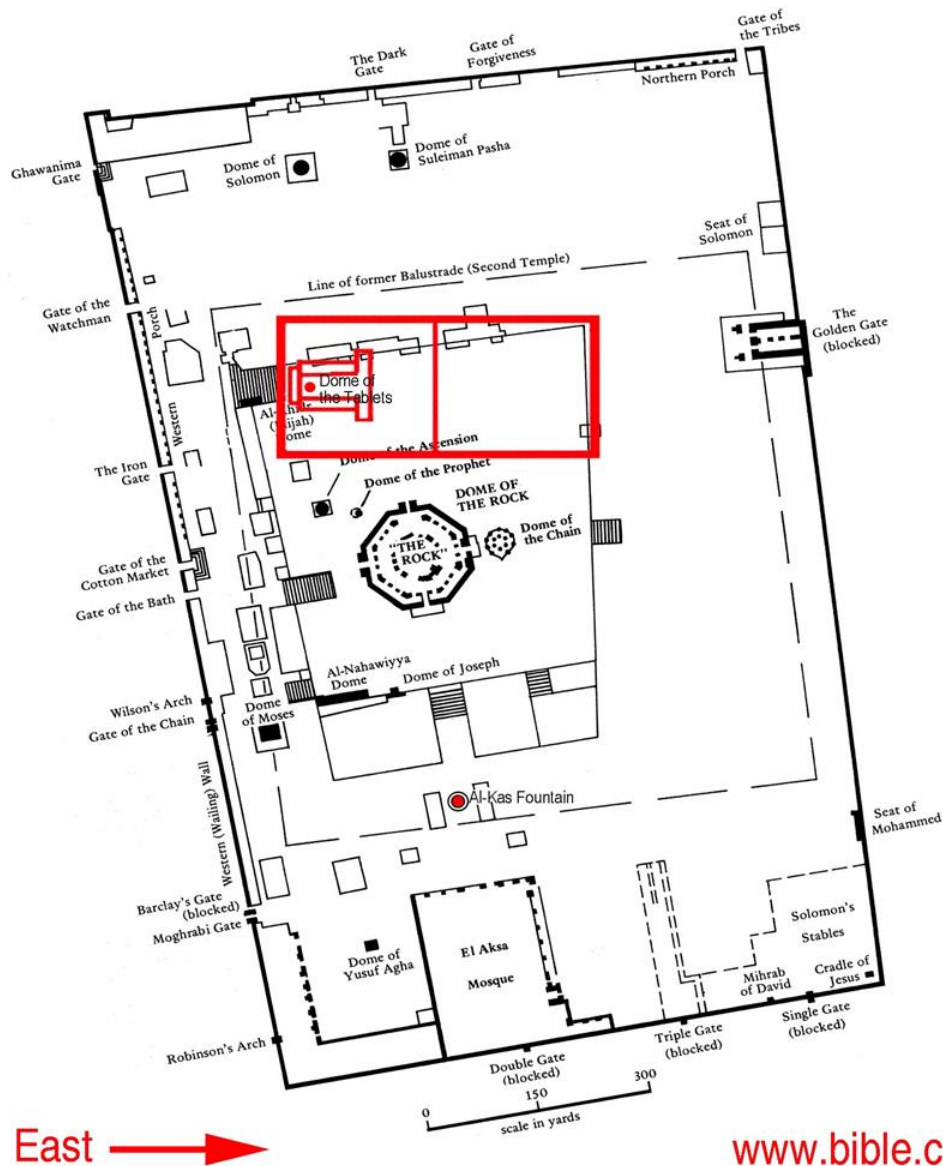 Gate of
the Tribes
The Dark
Gate
Gate of
Forgiveness
Northern Porch
Ghawanima
Gate
Dome of
Solomon
Dome of
Suleiman Pasha
Seat of
Solomon
Line of former Balustrade (Second Temple)
Gate of the
Watchman
Porch
Western
The
Golden Gate
(blocked)
Dome of
the Tablets
(Elijah)
Dome
Dome of the Ascension
Dome of the Prophet
The Iron
Gate
DOME OF
THE ROCK
"THE
ROCK"
Dome of
the Chain
Gate of the
Cotton Market
Gate of the Bath
Al-Nahawiyya
Dome
Dome of Joseph
Wilson's Arch
Gate of the Chain
Dome
of Moses
Western (Wailing) Wall
Al-Kas Fountain
Seat of
Mohammed
Barclay's Gate
(blocked)
Moghrabi Gate
Dome of
Yusuf Agha
El Aksa
Mosque
Solomon's
Stables
Mihrab
of David
Cradle of
Jesus
Single Gate
(blocked)
Triple Gate
(blocked)
Double Gate
(blocked)
Robinson's Arch
0 150 300
scale in yards
East
www.bible.c